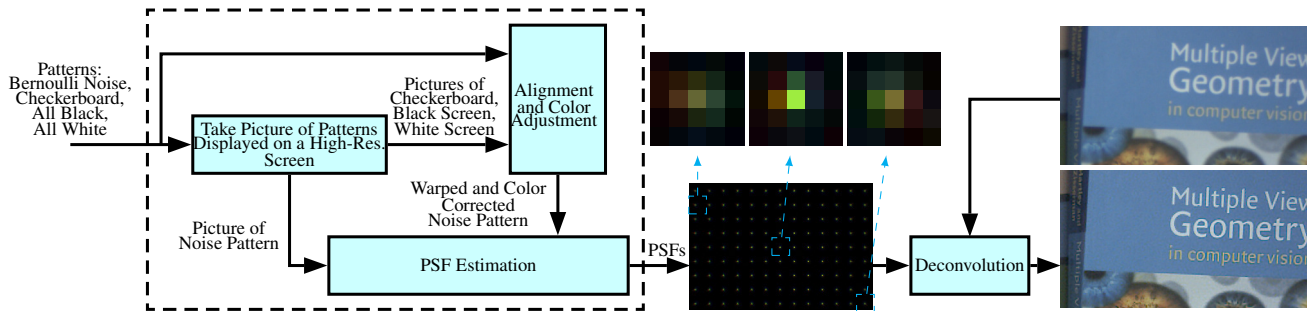 Patterns:
Bernoulli Noise,
Checkerboard,
All Black,
All White
Take Picture of Patterns
Displayed on a High-Res.
Screen
Pictures of
Checkerboard,
Black Screen,
White Screen
Alignment
and Color
Adjustment
Picture of
Noise Pattern
Warped and Color
Corrected
Noise Pattern
PSF Estimation
PSFs
Deconvolution
Multiple View
Geometry
in computer vision
Multiple View
Geometry
in computer vision